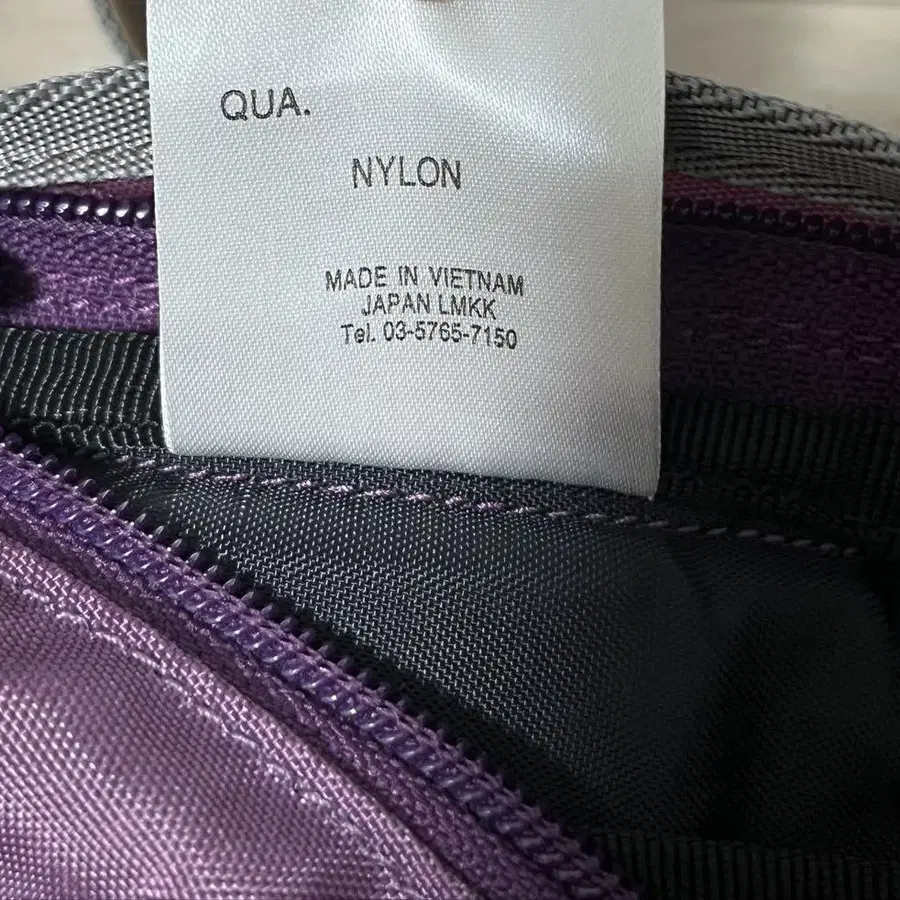 QUA.
NYLON
MADE IN VIETNAM
JAPAN LMKK
Tel. 03-5765-7150